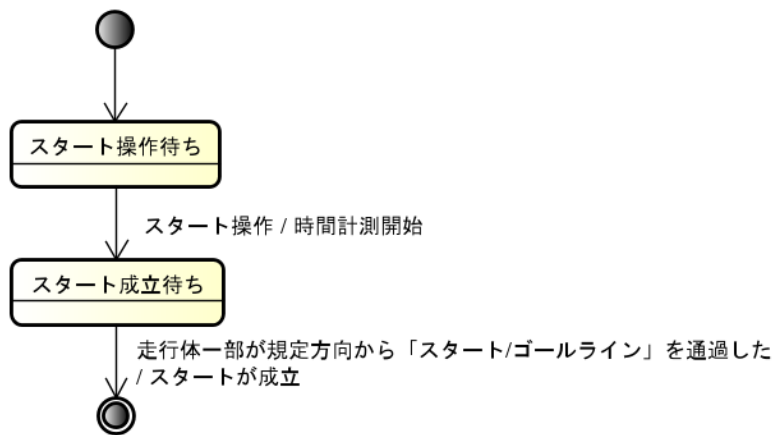 スタート操作待ち
スタート操作 / 時間計測開始
スタート成立待ち
走行体一部が規定方向から「スタート/ゴールライン」を通過した
/ スタートが成立